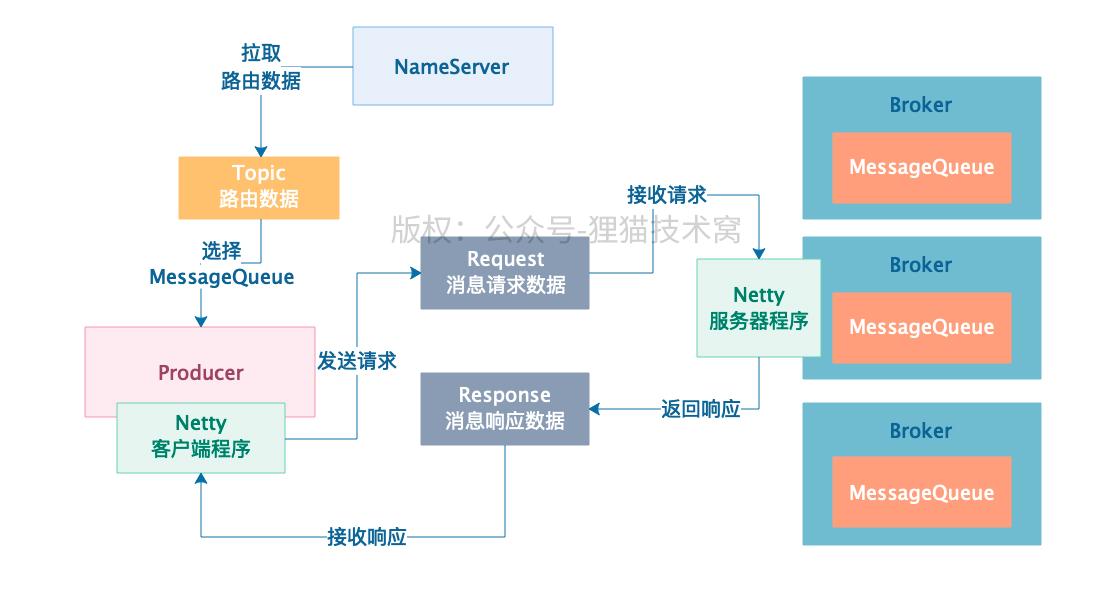 拉取
路由数据
NameServer
Topic
路由数据
选择
MessageQueue
Producer
Netty
客户端程序
发送请求
版权：公众号-狸猫技术窝
Request
消息请求数据
接收请求
Netty
服务器程序
返回响应
Response
消息响应数据
接收响应
Broker
MessageQueue
Broker
MessageQueue
Broker
MessageQueue